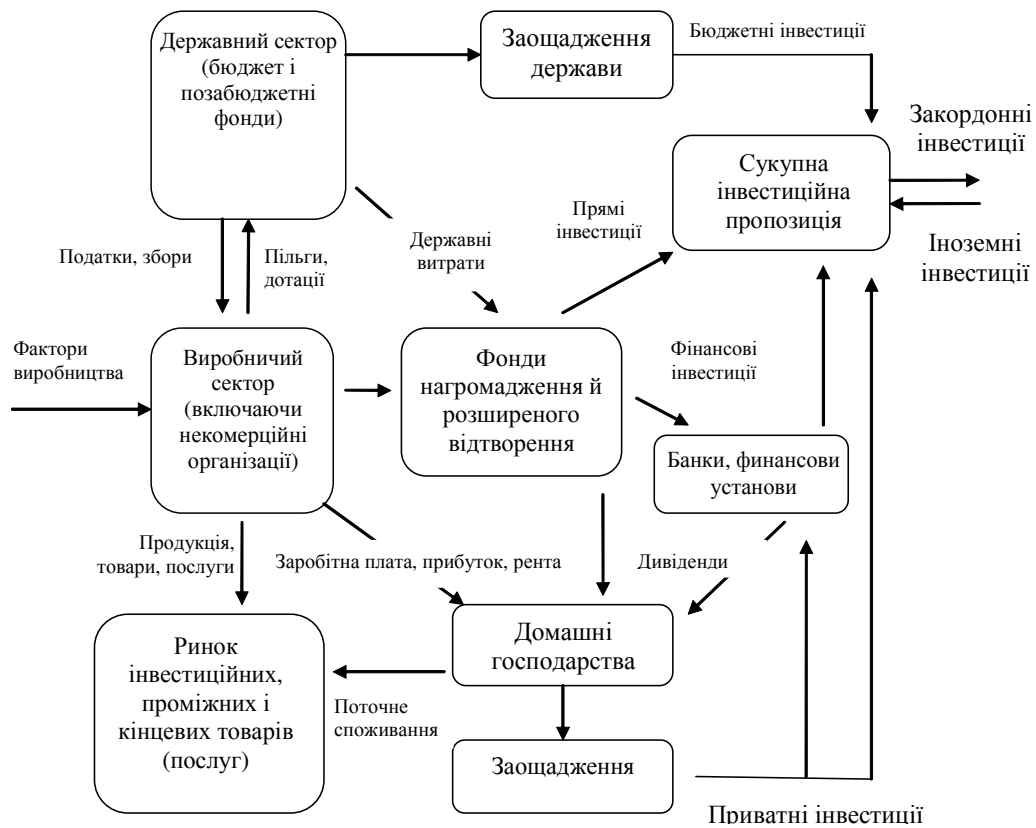 Державний сектор
(бюджет і
позабюджетні
фонди)
Заощадження
держави
Бюджетні інвестиції
Закордонні
інвестиції
Сукупна
інвестиційна
пропозиція
Іноземні
інвестиції
Прямі
інвестиції
Державні
витрати
Податки, збори
Пільги,
дотації
Фактори
виробництва
Виробничий
сектор
(включаючи
некомерційні
організації)
Фонди
нагромадження й
розширеного
відтворення
Фінансові
інвестиції
Банки, финансови
установи
Продукція,
товари, послуги
Заробітна плата, прибуток, рента
Дивіденди
Ринок
інвестиційних,
проміжних і
кінцевих товарів
(послуг)
Домашні
господарства
Поточне
споживання
Заощадження
Приватні інвестиції